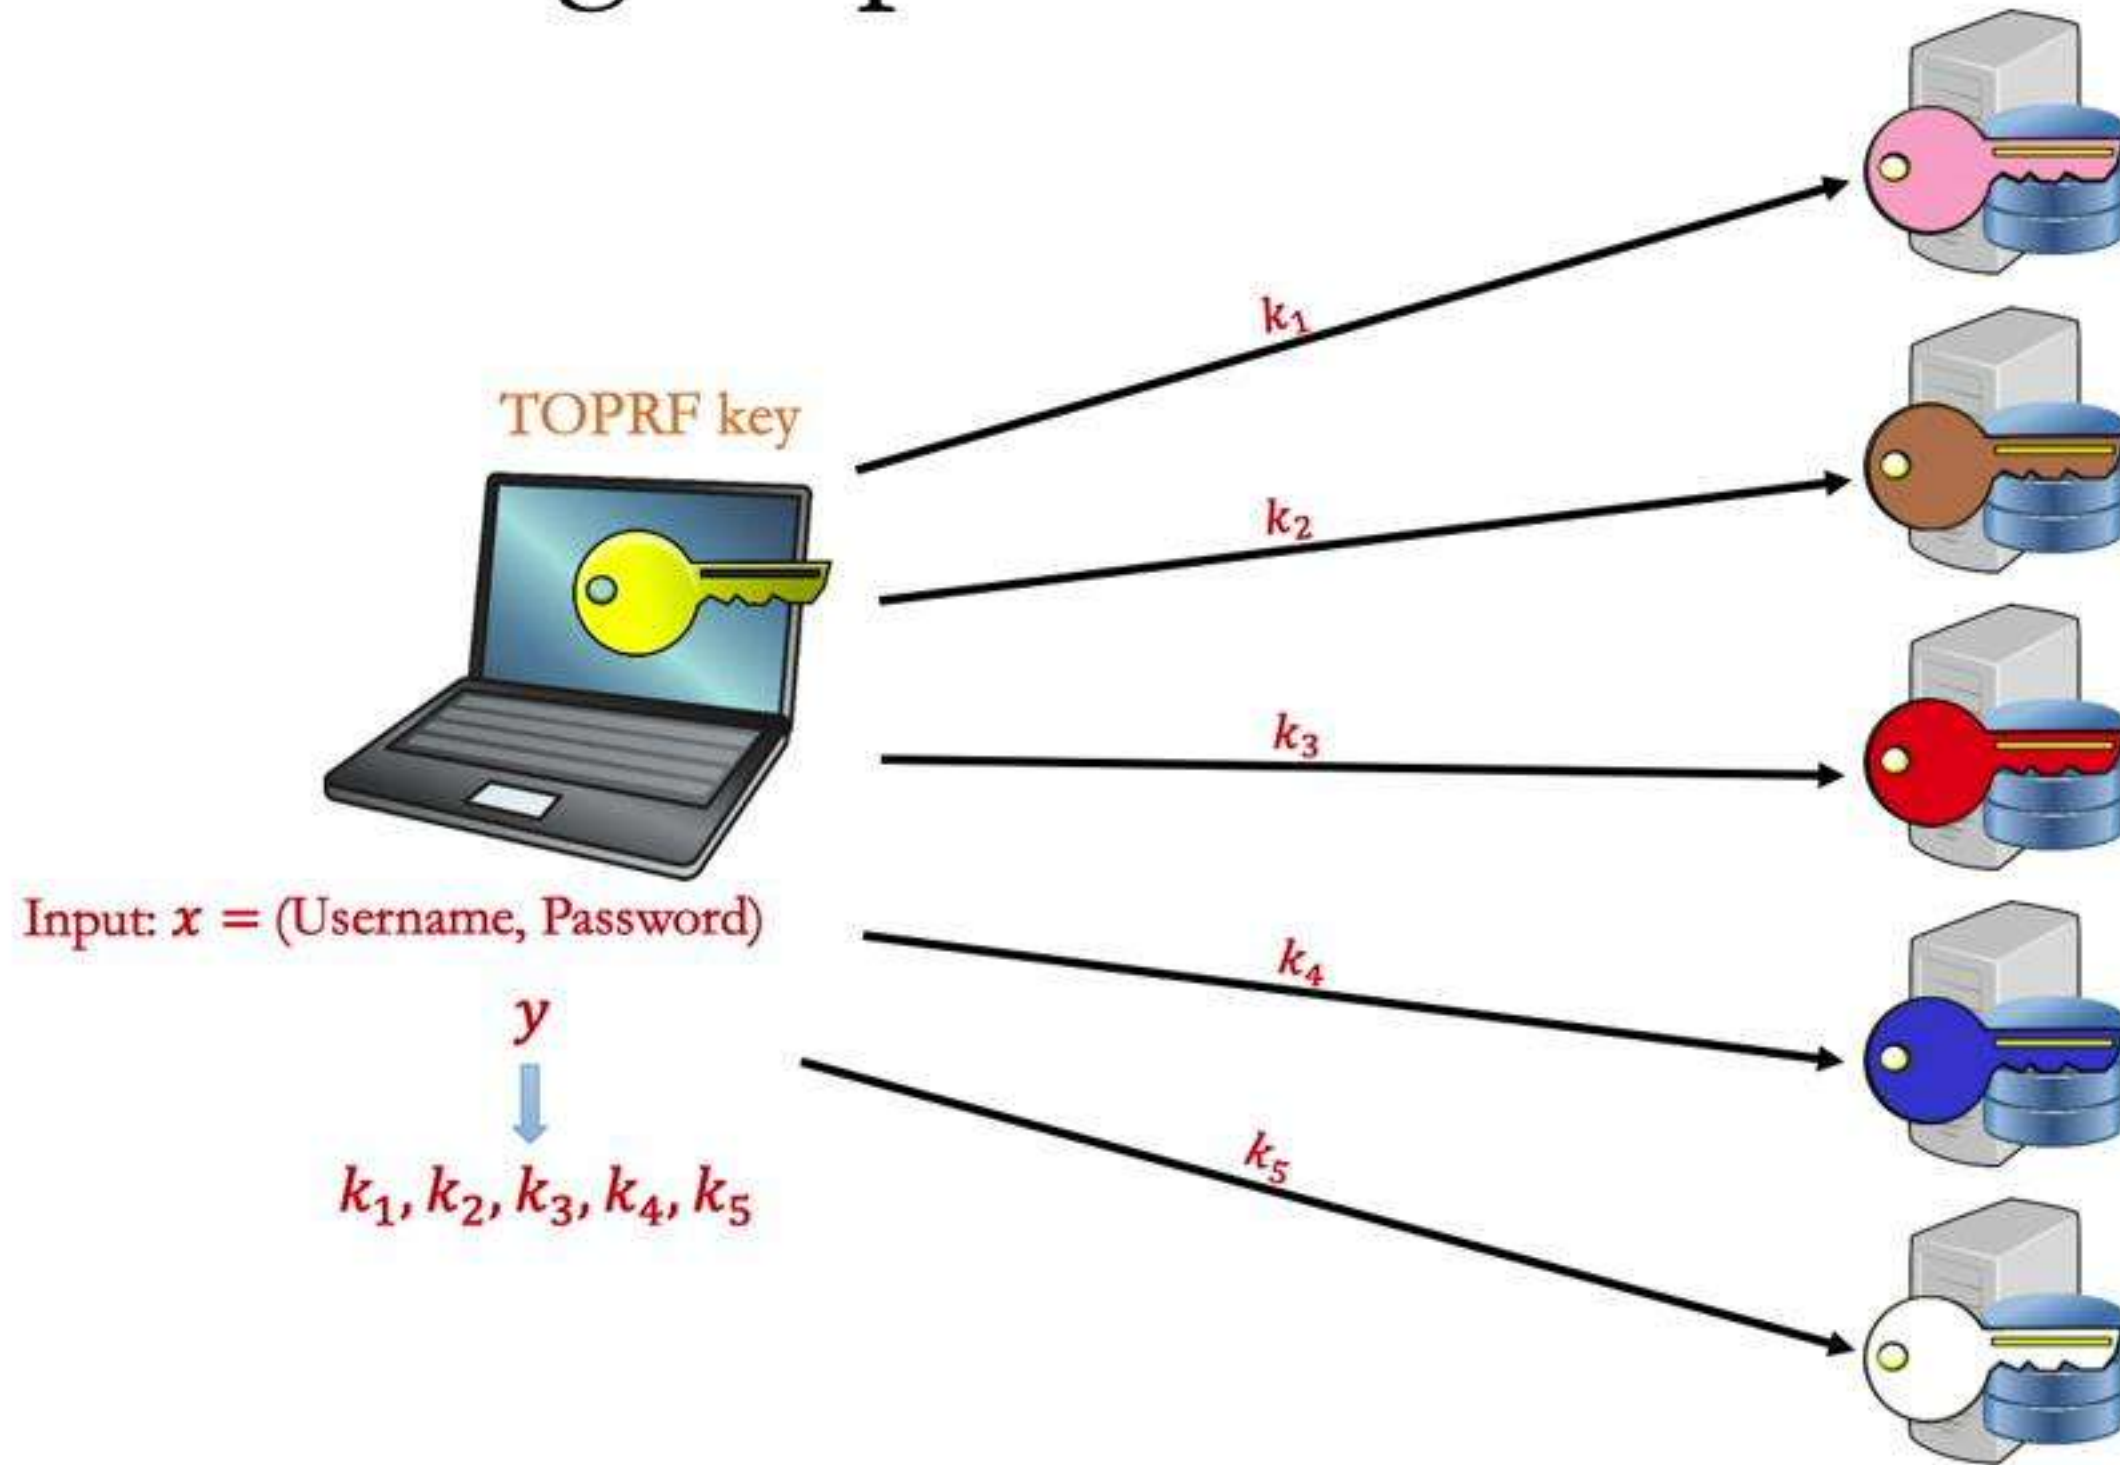 TOPRF key
k₁
k₂
k₃
k₄
k₅
Input: x = (Username, Password)
y
k₁, k₂, k₃, k₄, k₅